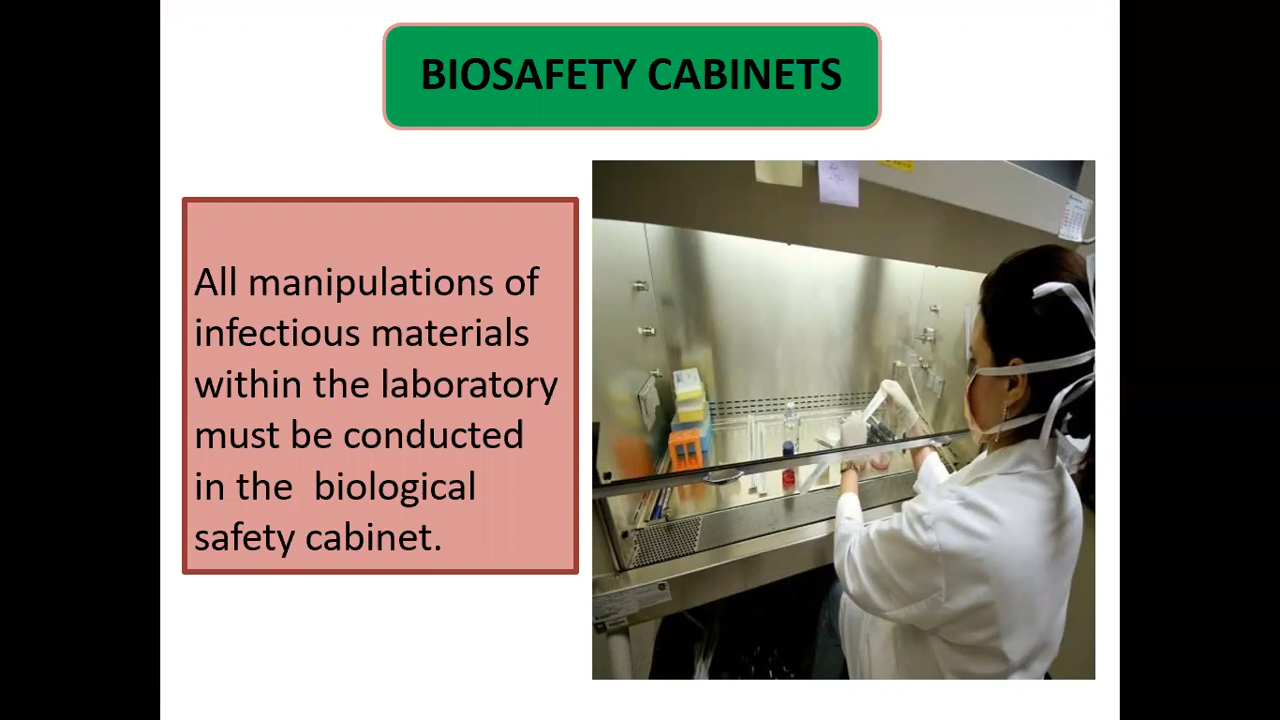 BIOSAFETY CABINETS
All manipulations of
infectious materials
within the laboratory
must be conducted
in the  biological
safety cabinet.